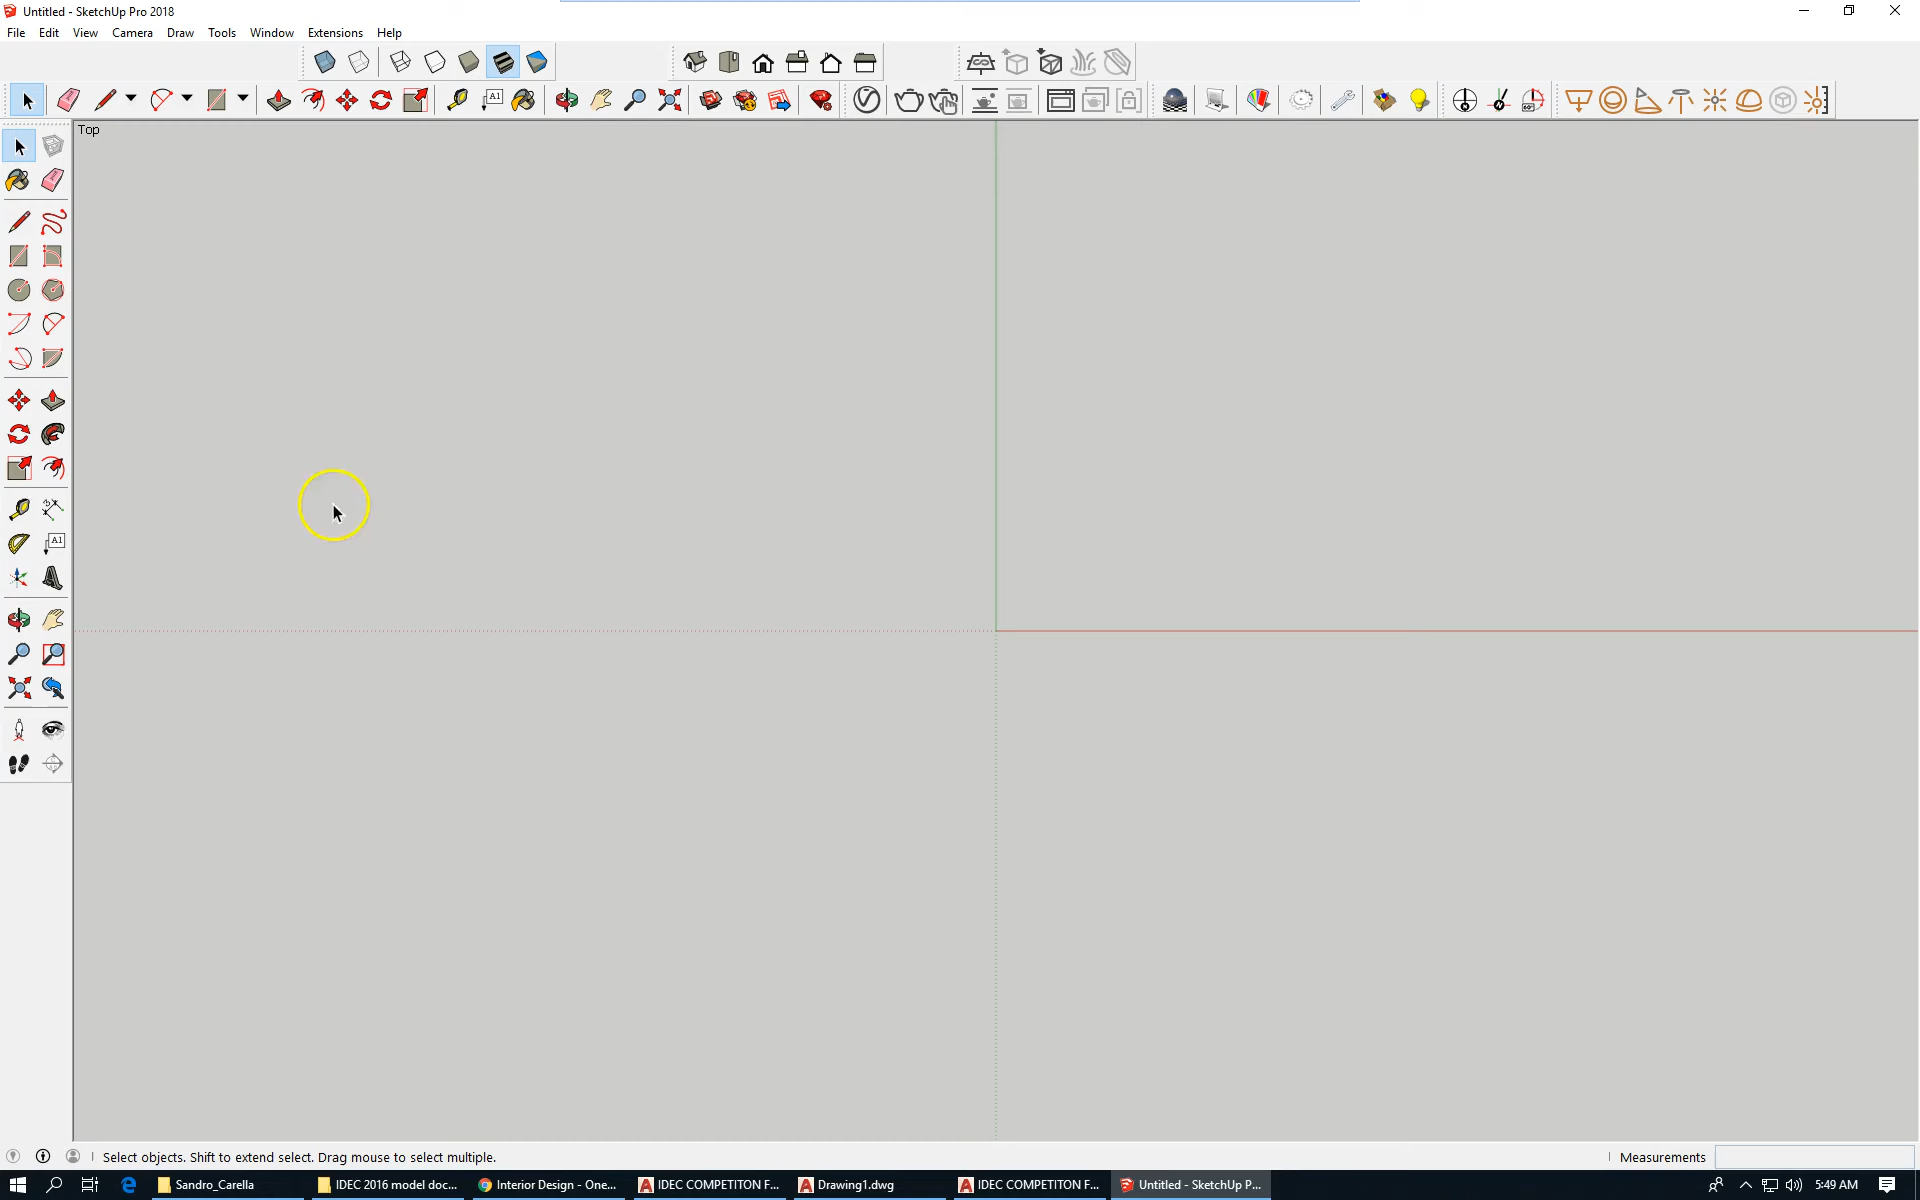 Untitled - SketchUp Pro 2018
File Edit View Camera Draw Tools Window Extensions Help
A1
Top
A1
Select objects. Shift to extend select. Drag mouse to select multiple.
Measurements
Sandro_Carella
IDEC 2016 model doc...
Interior Design - One...
IDEC COMPETITON F...
Drawing1.dwg
IDEC COMPETITON F...
Untitled - SketchUp P...
5:49 AM